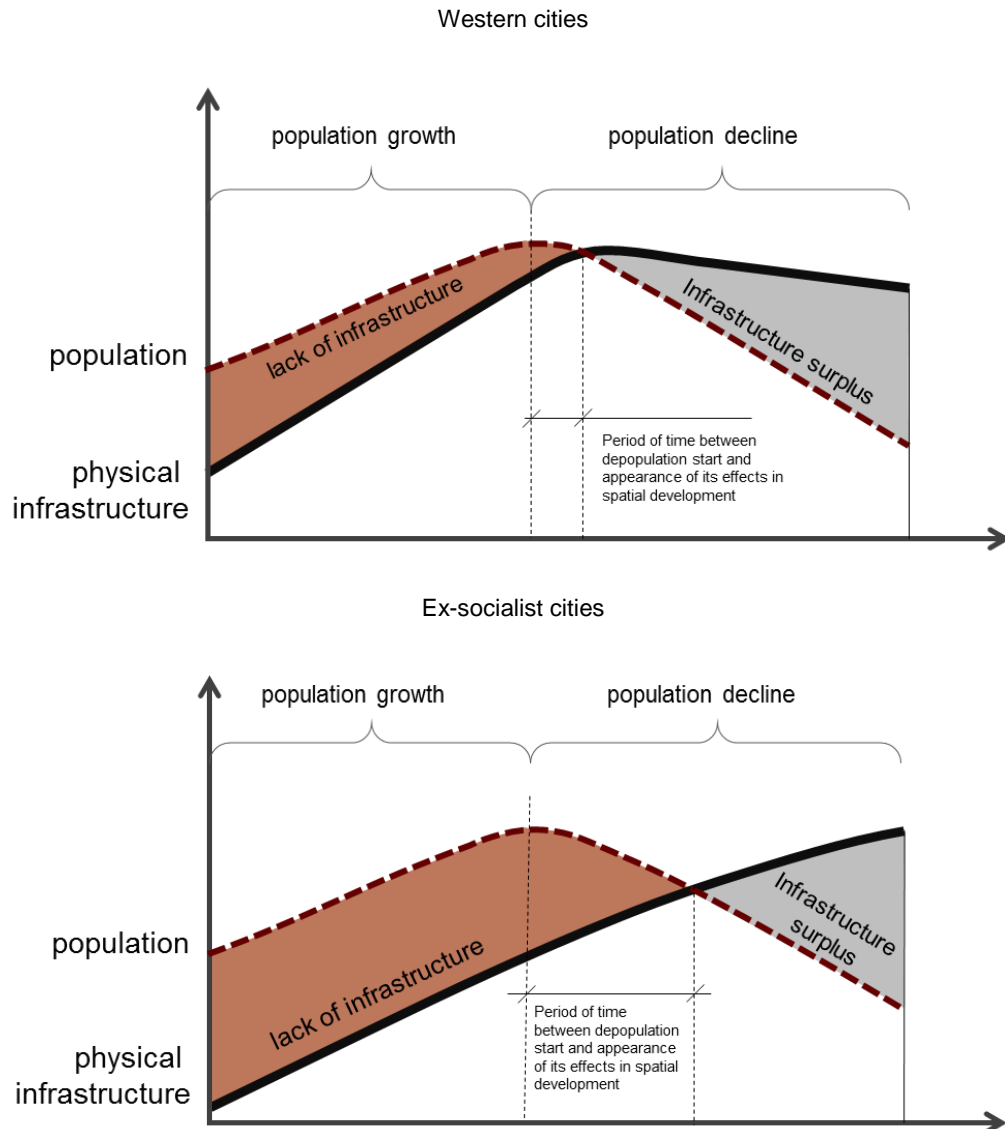 Western cities
population growth
population decline
lack of infrastructure
Infrastructure surplus
population
physical
infrastructure
Period of time between
depopulation start and
appearance of its effects in
spatial development
Ex-socialist cities
population growth
population decline
lack of infrastructure
Infrastructure
surplus
population
physical
infrastructure
Period of time
between depopulation
start and appearance
of its effects in spatial
development